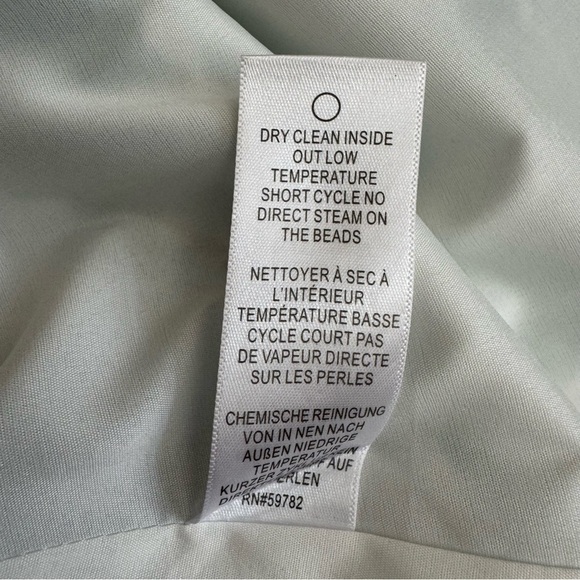 DRY CLEAN INSIDE
OUT LOW
TEMPERATURE
SHORT CYCLE NO
DIRECT STEAM ON
THE BEADS
NETTOYER À SEC À
L'INTÉRIEUR
TEMPÉRATURE BASSE
CYCLE COURT PAS
DE VAPEUR DIRECTE
SUR LES PERLES
CHEMISCHE REINIGUNG
VON IN NEN NACH
AUßEN NIEDRIGE
TEMPERATUR
KURZER AUF
RN#59782